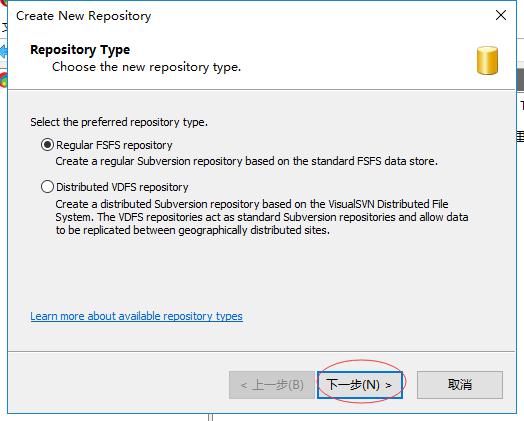 Create New Repository
Repository Type
Choose the new repository type.
Select the preferred repository type.
Regular FSFS repository
Create a regular Subversion repository based on the standard FSFS data store.
Distributed VDFS repository
Create a distributed Subversion repository based on the VisualSVN Distributed File
System. The VDFS repositories act as standard Subversion repositories and allow data
to be replicated between geographically distributed sites.
Learn more about available repository types
< 上一步(B)
下一步(N) >
取消